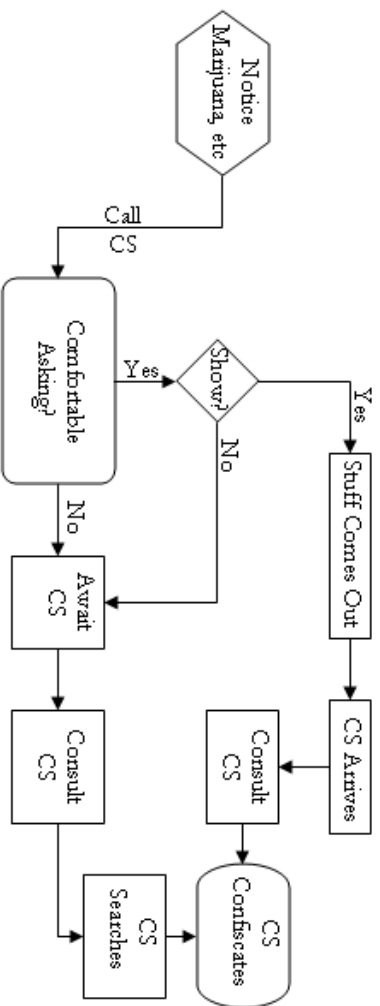 Notice
Marijuana, etc
Call
CS
Comfortable
Asking?
Yes
No
Show?
Yes
No
Stuff Comes Out
CS Arrives
Consult
CS
CS
Confiscates
Await
CS
Consult
CS
CS
Searches